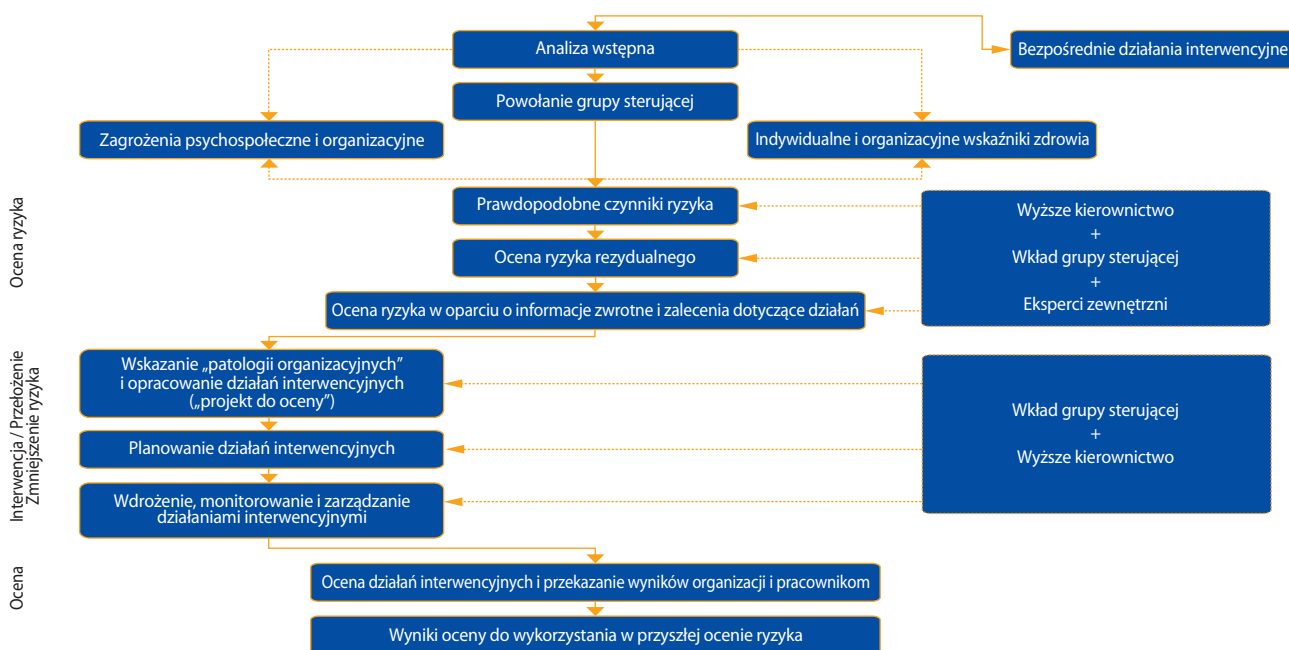 Analiza wstępna
Bezpośrednie działania interwencyjne
Powołanie grupy sterującej
Zagrożenia psychospołeczne i organizacyjne
Indywidualne i organizacyjne wskaźniki zdrowia
Ocena ryzyka
Prawdopodobne czynniki ryzyka
Ocena ryzyka rezydualnego
Ocena ryzyka w oparciu o informacje zwrotne i zalecenia dotyczące działań
Wyższe kierownictwo
+
Wkład grupy sterującej
+
Eksperci zewnętrzni
Interwencja / Przełożenie
Zmniejszenie ryzyka
Wskazanie „patologii organizacyjnych”
i opracowanie działań interwencyjnych
(„projekt do oceny”)
Planowanie działań interwencyjnych
Wdrożenie, monitorowanie i zarządzanie
działaniami interwencyjnymi
Wkład grupy sterującej
+
Wyższe kierownictwo
Ocena
Ocena działań interwencyjnych i przekazanie wyników organizacji i pracownikom
Wyniki oceny do wykorzystania w przyszłej ocenie ryzyka